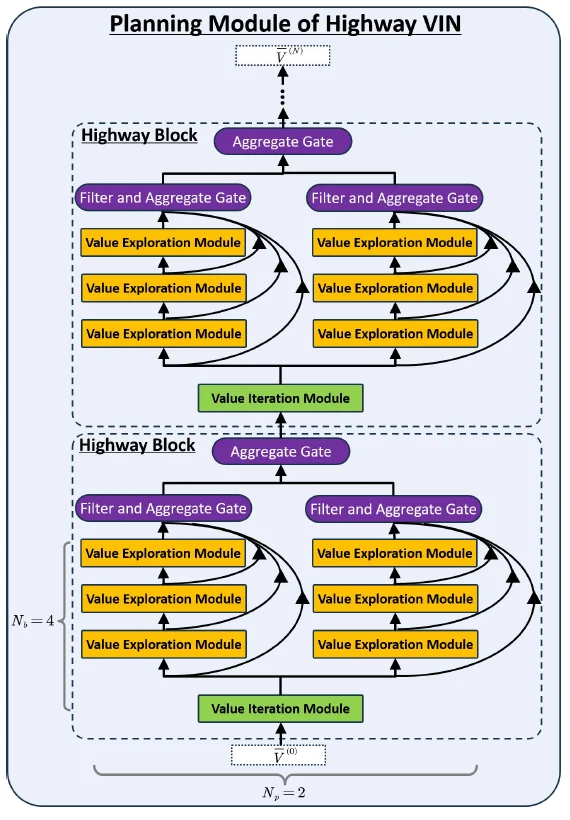 Planning Module of Highway VIN
V̅^(N)
Highway Block
Aggregate Gate
Filter and Aggregate Gate Filter and Aggregate Gate
Value Exploration Module Value Exploration Module
Value Exploration Module Value Exploration Module
Value Exploration Module Value Exploration Module
Value Iteration Module
Highway Block
Aggregate Gate
Filter and Aggregate Gate Filter and Aggregate Gate
Value Exploration Module Value Exploration Module
Value Exploration Module Value Exploration Module
N_b = 4
Value Exploration Module Value Exploration Module
Value Iteration Module
V̅^(0)
N_p = 2